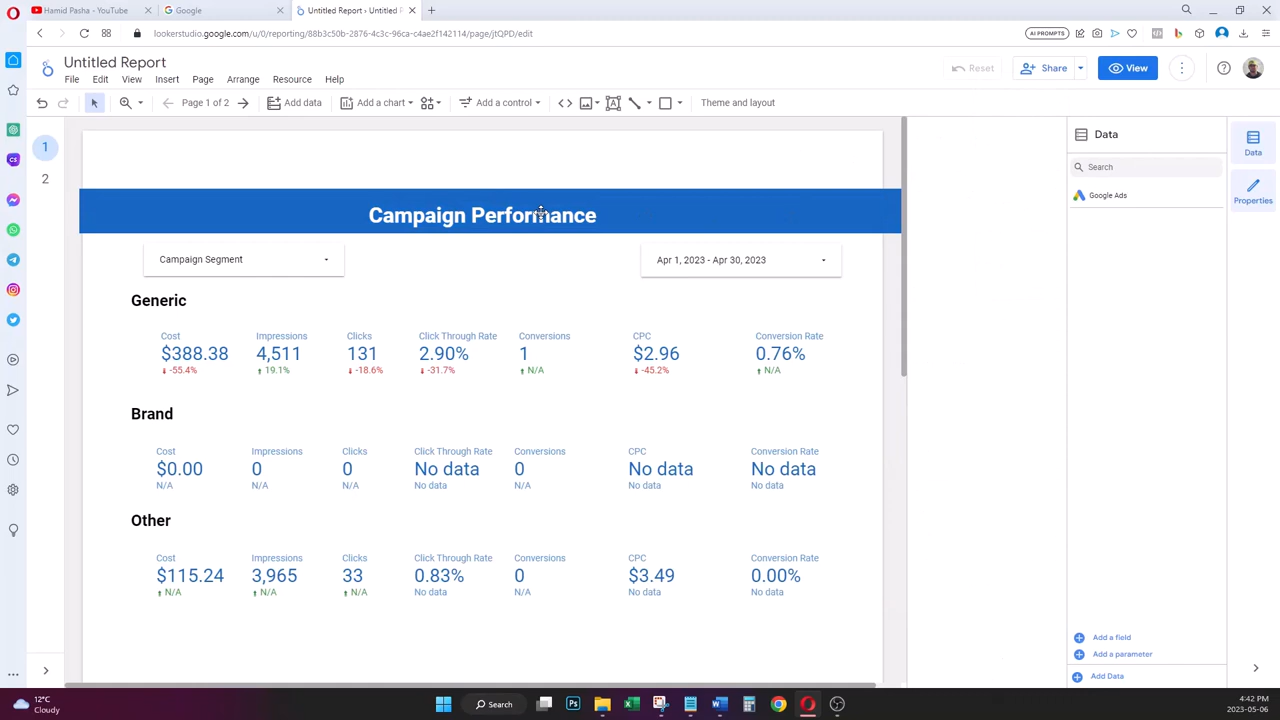 Hamid Pasha - YouTube
Google
Untitled Report › Untitled R
lookerstudio.google.com/u/0/reporting/88b3c50b-2876-4c3c-96ca-c4ae2f142114/page/jtQPD/edit
AI PROMPTS
Untitled Report
File Edit View Insert Page Arrange Resource Help
Reset
Share
View
Page 1 of 2
Add data
Add a chart
Add a control
Theme and layout
1
2
Campaign Performance
Campaign Segment
Apr 1, 2023 - Apr 30, 2023
Generic
Cost Impressions Clicks Click Through Rate Conversions CPC Conversion Rate
$388.38 4,511 131 2.90% 1 $2.96 0.76%
-55.4% 19.1% -18.6% -31.7% N/A -45.2% N/A
Brand
Cost Impressions Clicks Click Through Rate Conversions CPC Conversion Rate
$0.00 0 0 No data 0 No data No data
N/A N/A N/A No data N/A No data No data
Other
Cost Impressions Clicks Click Through Rate Conversions CPC Conversion Rate
$115.24 3,965 33 0.83% 0 $3.49 0.00%
N/A N/A N/A No data N/A No data No data
Data
Search
Google Ads
Add a field
Add a parameter
Add Data
Data
Properties
12°C
Cloudy
Search
4:42 PM
2023-05-06